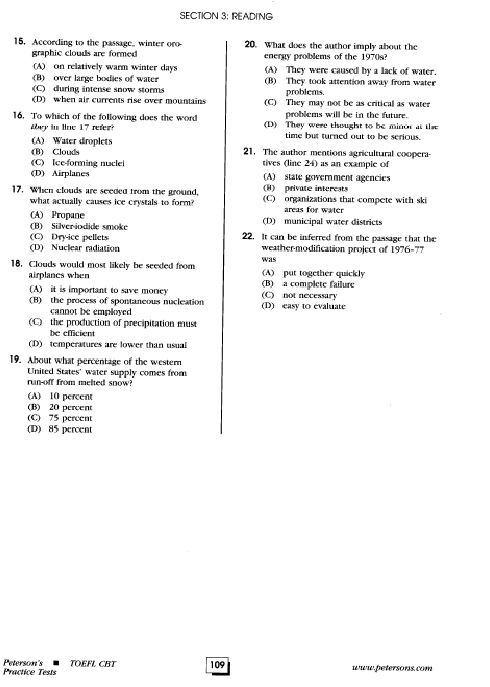 SECTION 3: READING
15. According to the passage, winter oro-
graphic clouds are formed
(A) on relatively warm winter days
(B) over large bodies of water
(C) during intense snow storms
(D) when air currents rise over mountains
16. To which of the following does the word
they in line 17 refer?
(A) Water droplets
(B) Clouds
(C) Ice-forming nuclei
(D) Airplanes
17. When clouds are seeded from the ground,
what actually causes ice crystals to form?
(A) Propane
(B) Silver-iodide smoke
(C) Dry-ice pellets
(D) Nuclear radiation
18. Clouds would most likely be seeded from
airplanes when
(A) it is important to save money
(B) the process of spontaneous nucleation
cannot be employed
(C) the production of precipitation must
be efficient
(D) temperatures are lower than usual
19. About what percentage of the western
United States' water supply comes from
run-off from melted snow?
(A) 10 percent
(B) 20 percent
(C) 75 percent
(D) 85 percent
20. What does the author imply about the
energy problems of the 1970s?
(A) They were caused by a lack of water.
(B) They took attention away from water
problems.
(C) They may not be as critical as water
problems will be in the future.
(D) They were thought to be minor at the
time but turned out to be serious.
21. The author mentions agricultural coopera-
tives (line 24) as an example of
(A) state government agencies
(B) private interests
(C) organizations that compete with ski
areas for water
(D) municipal water districts
22. It can be inferred from the passage that the
weather-modification project of 1976-77
was
(A) put together quickly
(B) a complete failure
(C) not necessary
(D) easy to evaluate
Peterson's ■ TOEFL CBT
Practice Tests
109
www.petersons.com